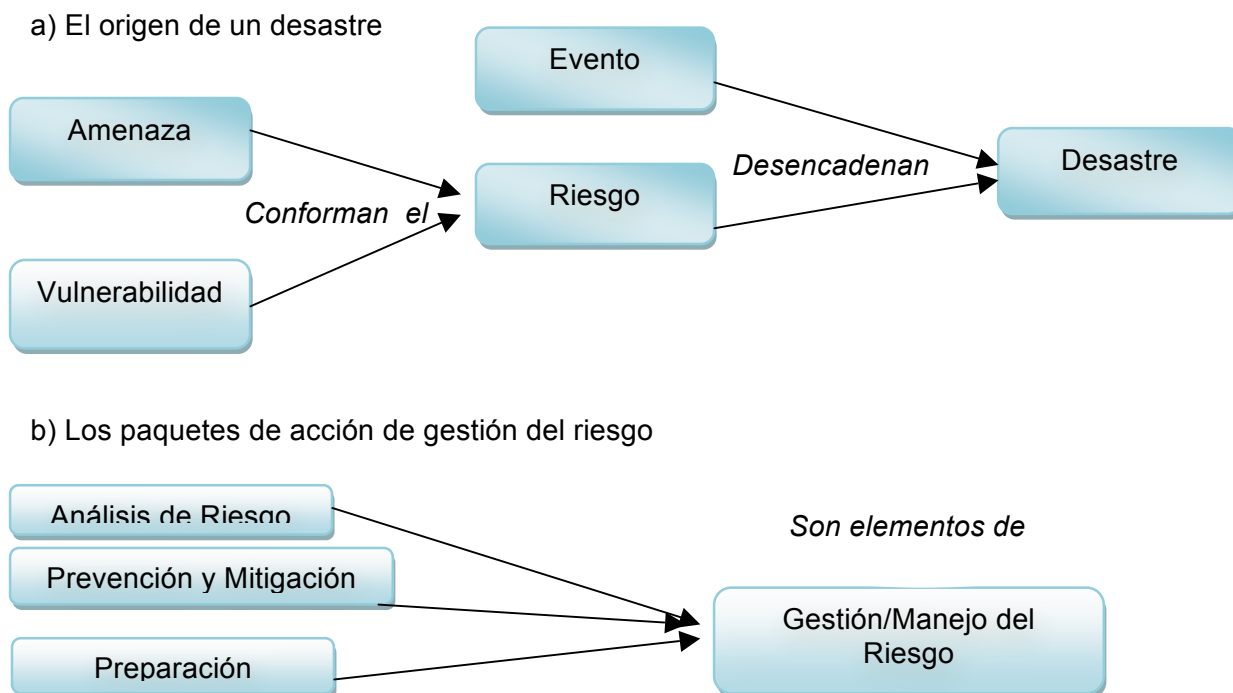 a) El origen de un desastre
Evento
Amenaza
Desencadenan
Desastre
Riesgo
Conforman el
Vulnerabilidad
b) Los paquetes de acción de gestión del riesgo
Análisis de Riesgo
Son elementos de
Prevención y Mitigación
Gestión/Manejo del
Riesgo
Preparación